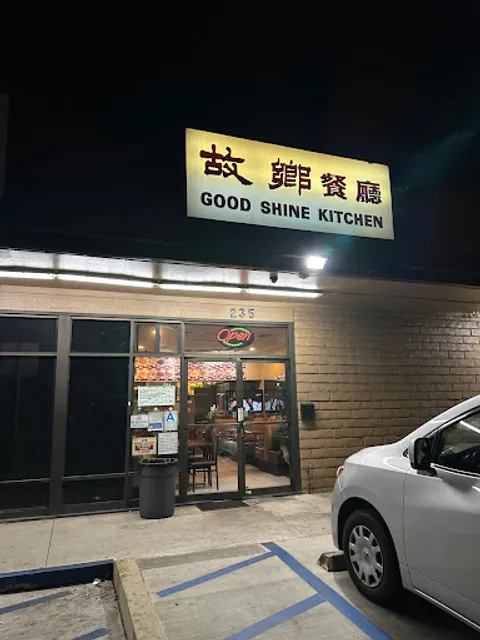 故鄉餐廳
GOOD SHINE KITCHEN
235
Open
A